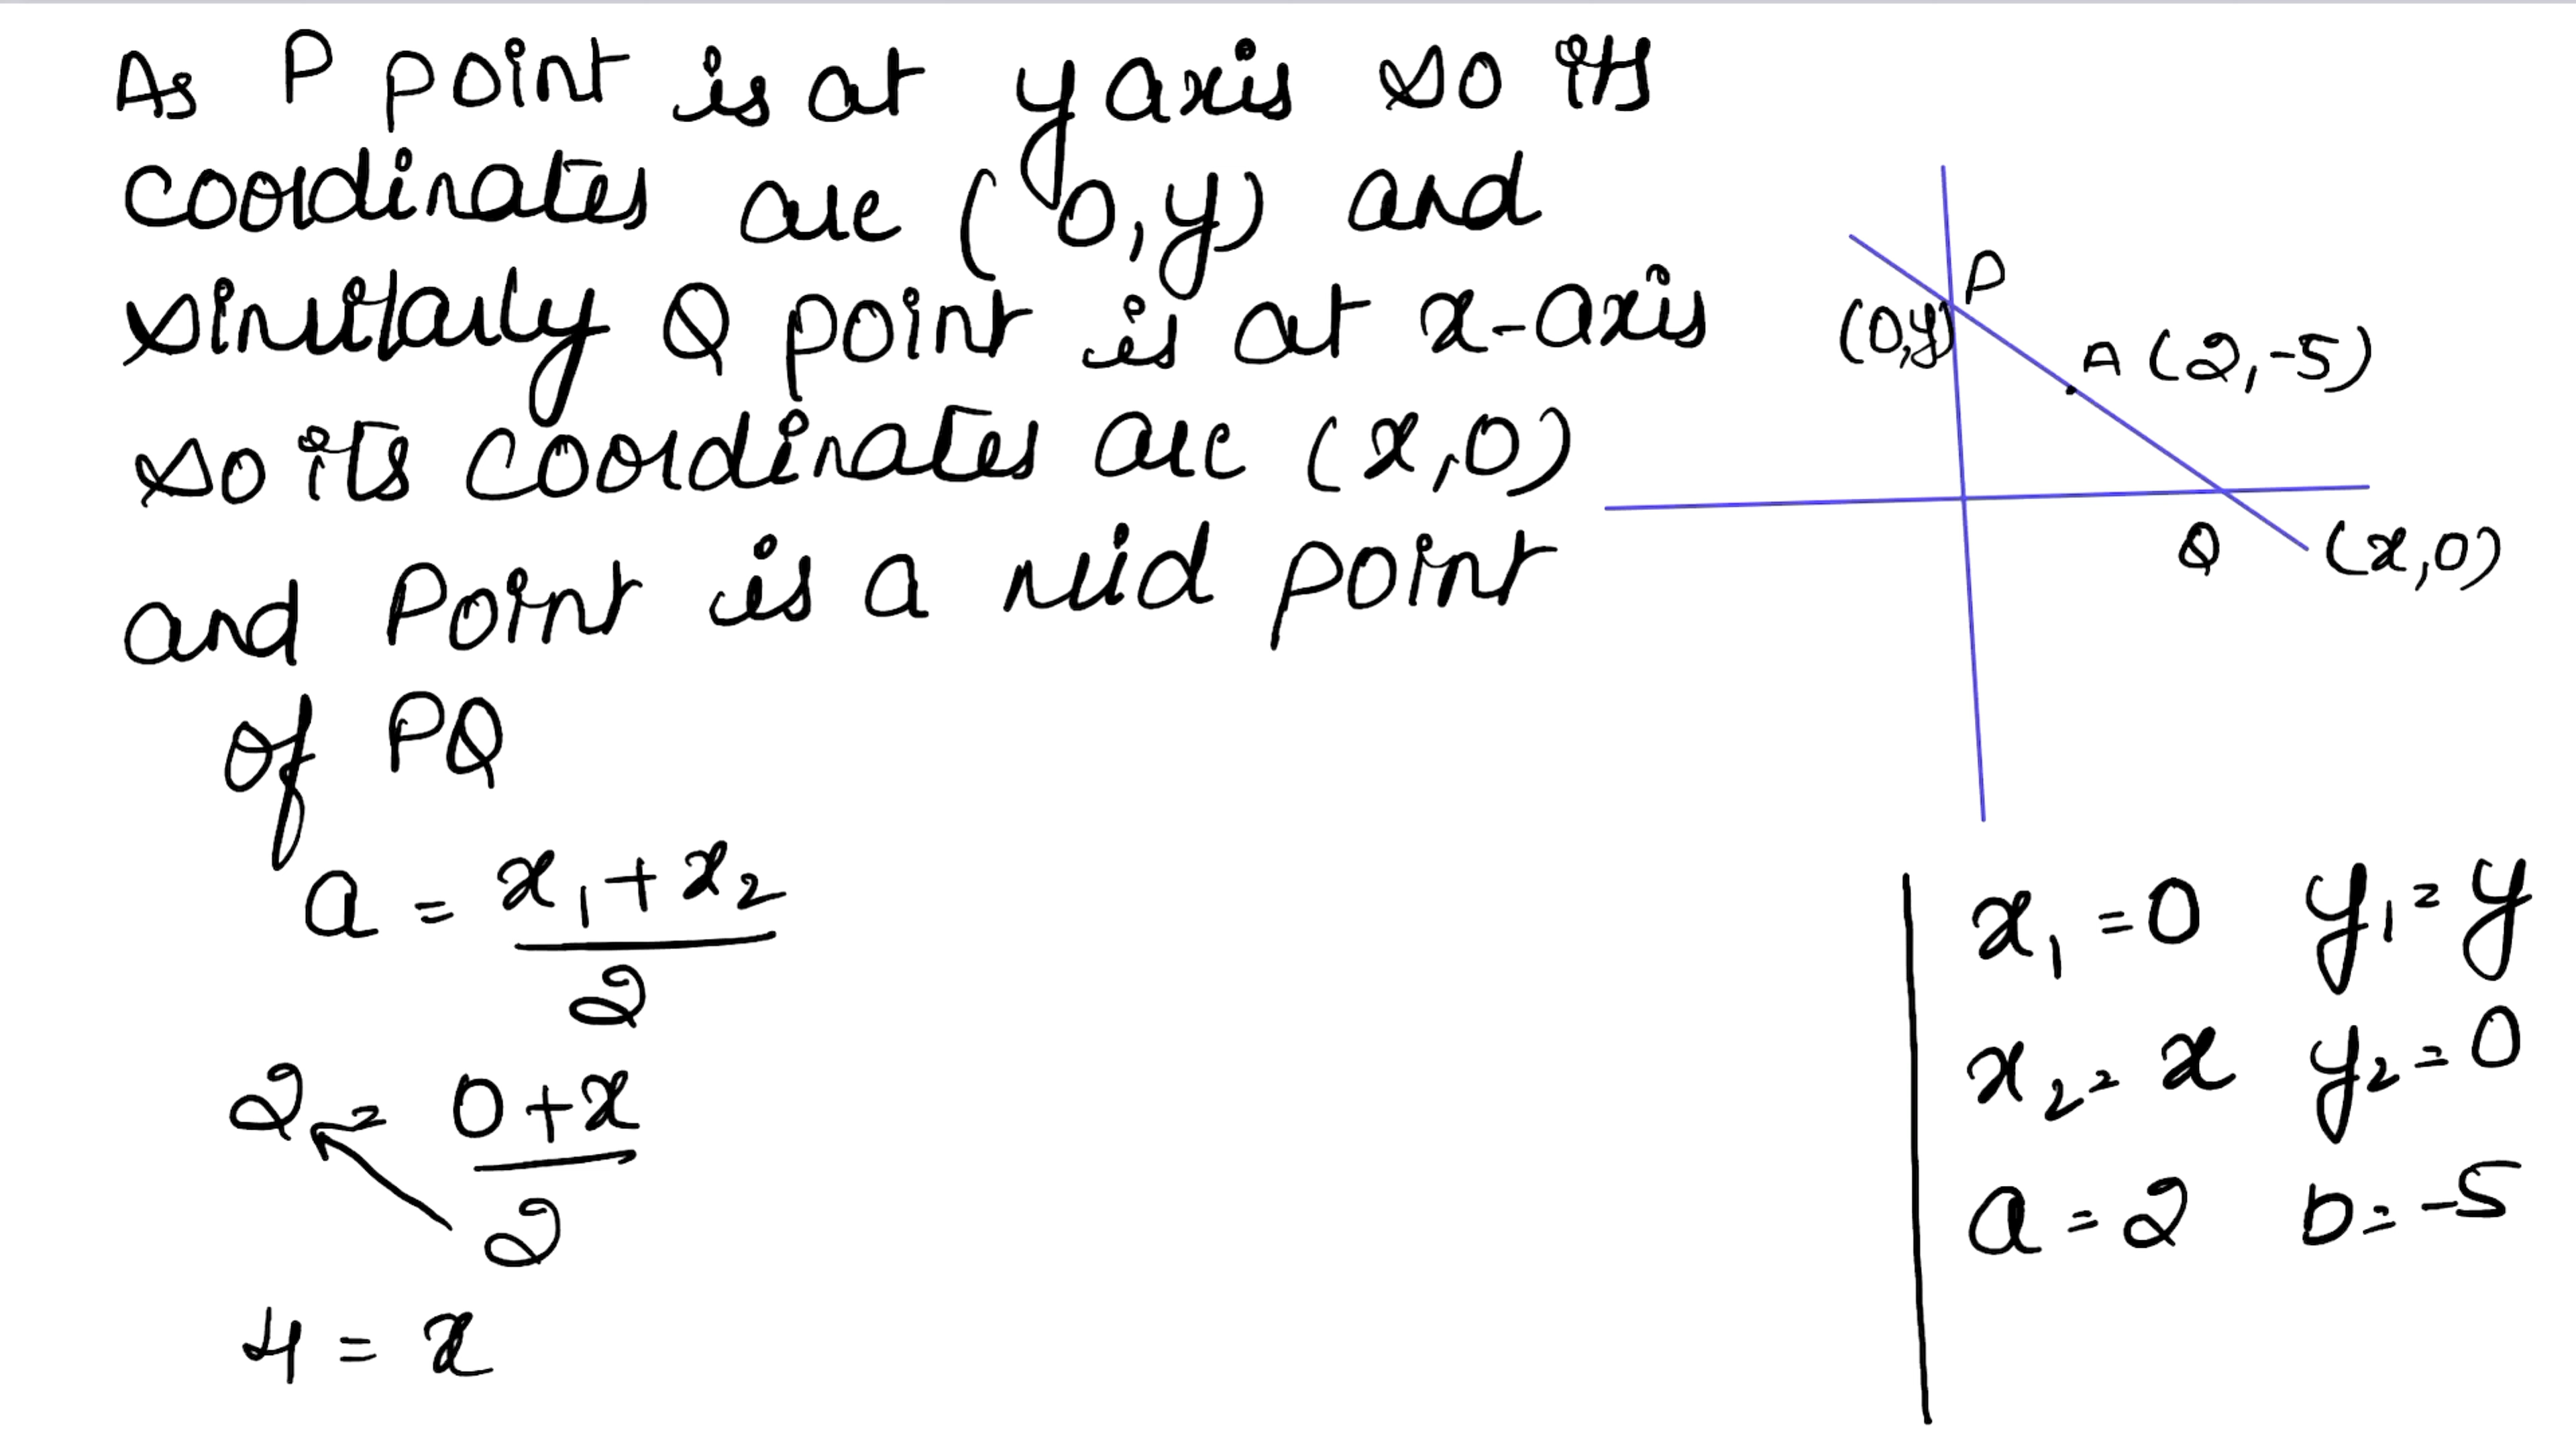 As P point is at y axis so its
coordinates are (0,y) and
similarly Q point is at x-axis
so its coordinates are (x,0)
and Point is a mid point
of PQ
a = x₁+x₂
2
2 = 0+x
2
4 = x
P
(0,y)
A (2,-5)
Q (x,0)
x₁ =0 y₁= y
x₂= x y₂=0
a = 2 b= -5